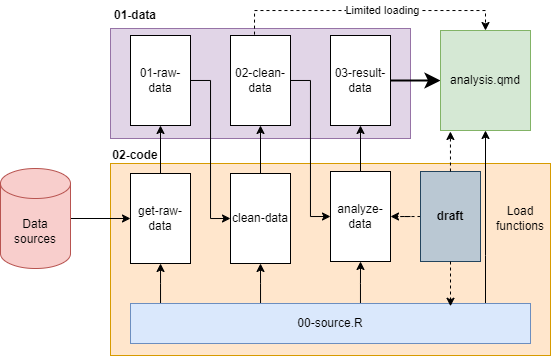 01-data
Limited loading
01-raw-
data
02-clean-
data
03-result-
data
analysis.qmd
02-code
Data
sources
get-raw-
data
clean-data
analyze-
data
draft
Load
functions
00-source.R